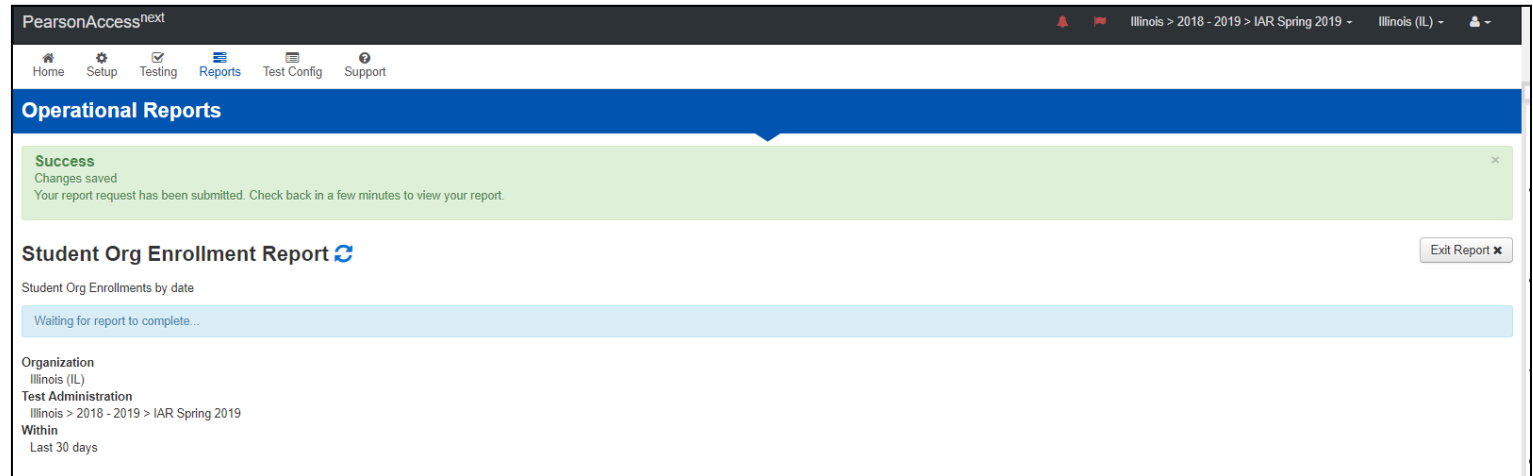 PearsonAccessnext
Illinois > 2018 - 2019 > IAR Spring 2019
Illinois (IL)
Home Setup Testing Reports Test Config Support
Operational Reports
Success
Changes saved
Your report request has been submitted. Check back in a few minutes to view your report.
Student Org Enrollment Report
Exit Report ✖
Student Org Enrollments by date
Waiting for report to complete...
Organization
Illinois (IL)
Test Administration
Illinois > 2018 - 2019 > IAR Spring 2019
Within
Last 30 days